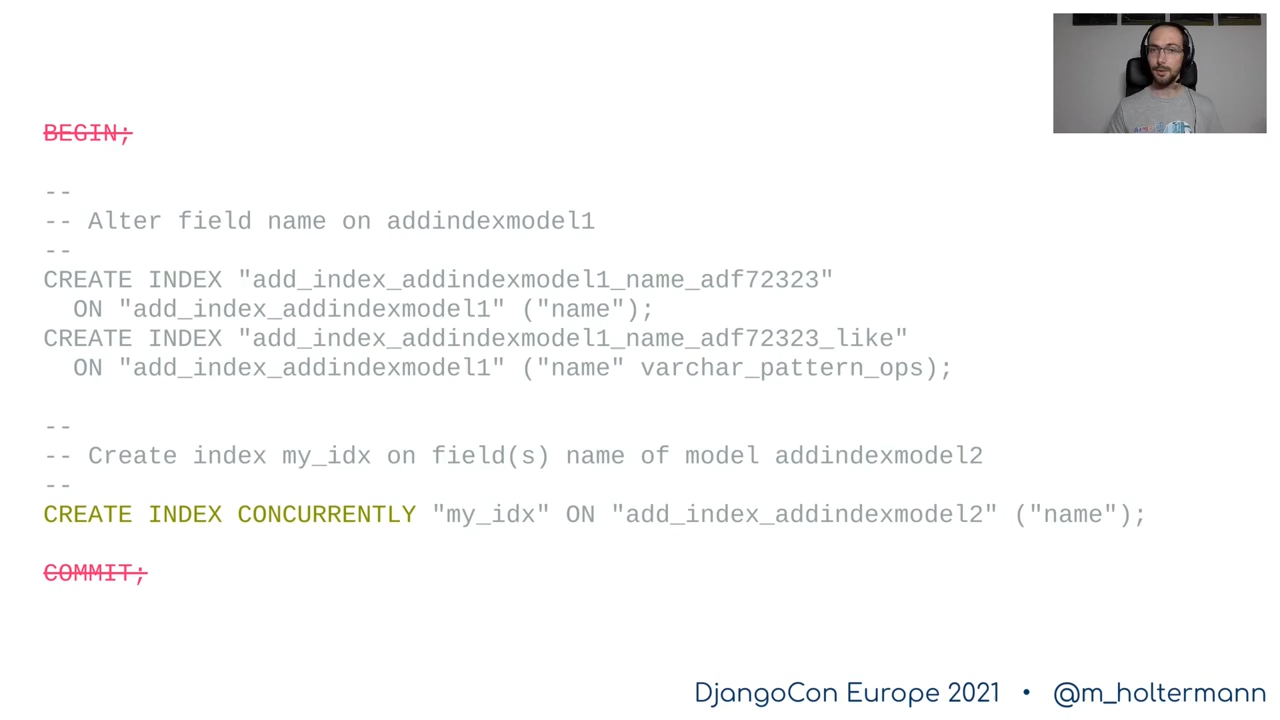 BEGIN;
--
-- Alter field name on addindexmodel1
--
CREATE INDEX "add_index_addindexmodel1_name_adf72323"
  ON "add_index_addindexmodel1" ("name");
CREATE INDEX "add_index_addindexmodel1_name_adf72323_like"
  ON "add_index_addindexmodel1" ("name" varchar_pattern_ops);
--
-- Create index my_idx on field(s) name of model addindexmodel2
--
CREATE INDEX CONCURRENTLY "my_idx" ON "add_index_addindexmodel2" ("name");
COMMIT;
DjangoCon Europe 2021 • @m_holtermann